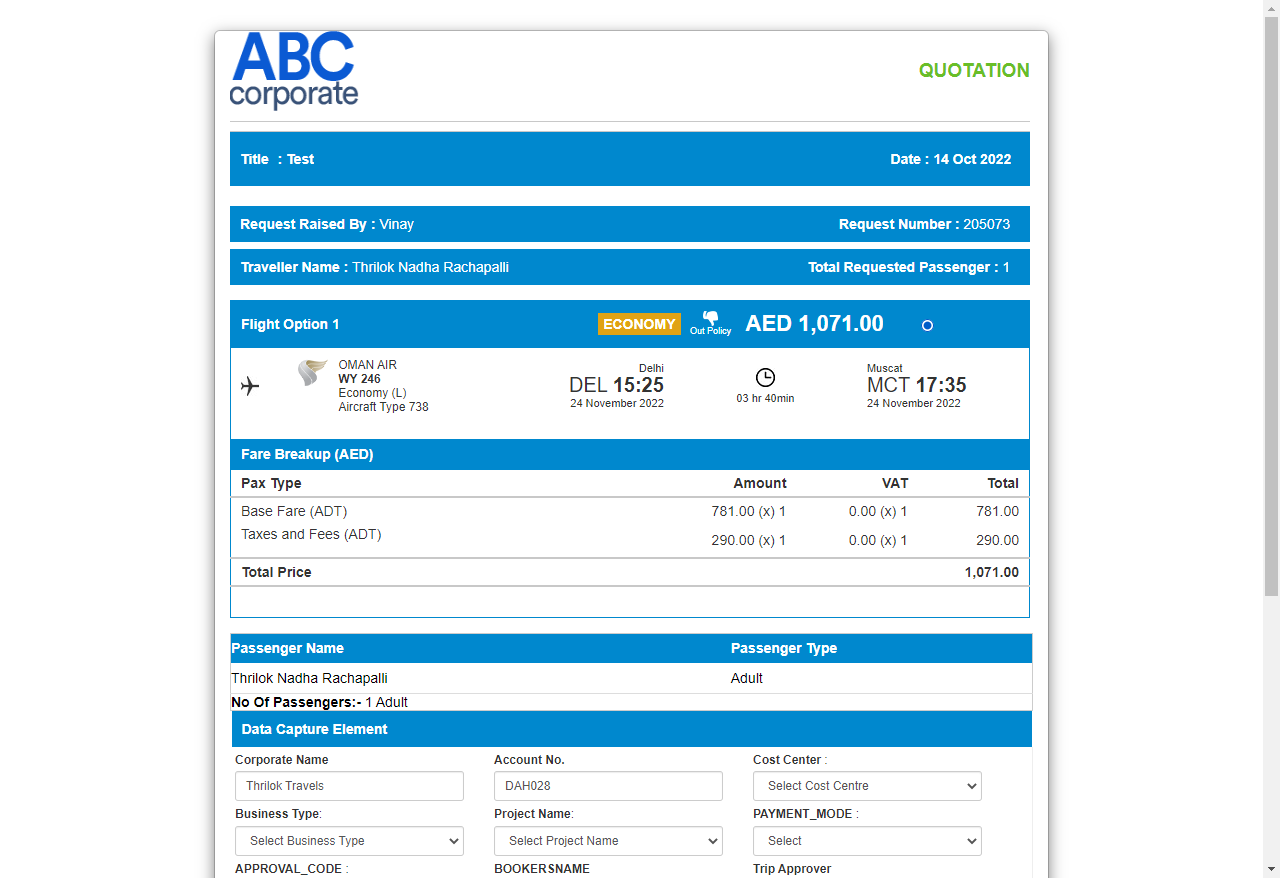 ABC
corporate
QUOTATION
Title : Test
Date : 14 Oct 2022
Request Raised By : Vinay
Request Number : 205073
Traveller Name : Thrilok Nadha Rachapalli
Total Requested Passenger : 1
Flight Option 1
ECONOMY
Out Policy
AED 1,071.00
OMAN AIR
WY 246
Economy (L)
Aircraft Type 738
Delhi
DEL 15:25
24 November 2022
03 hr 40min
Muscat
MCT 17:35
24 November 2022
Fare Breakup (AED)
Pax Type Amount VAT Total
Base Fare (ADT) 781.00 (x) 1 0.00 (x) 1 781.00
Taxes and Fees (ADT) 290.00 (x) 1 0.00 (x) 1 290.00
Total Price 1,071.00
Passenger Name Passenger Type
Thrilok Nadha Rachapalli Adult
No Of Passengers:- 1 Adult
Data Capture Element
Corporate Name Account No. Cost Center :
Thrilok Travels DAH028 Select Cost Centre
Business Type: Project Name: PAYMENT_MODE :
Select Business Type Select Project Name Select
APPROVAL_CODE : BOOKERSNAME Trip Approver